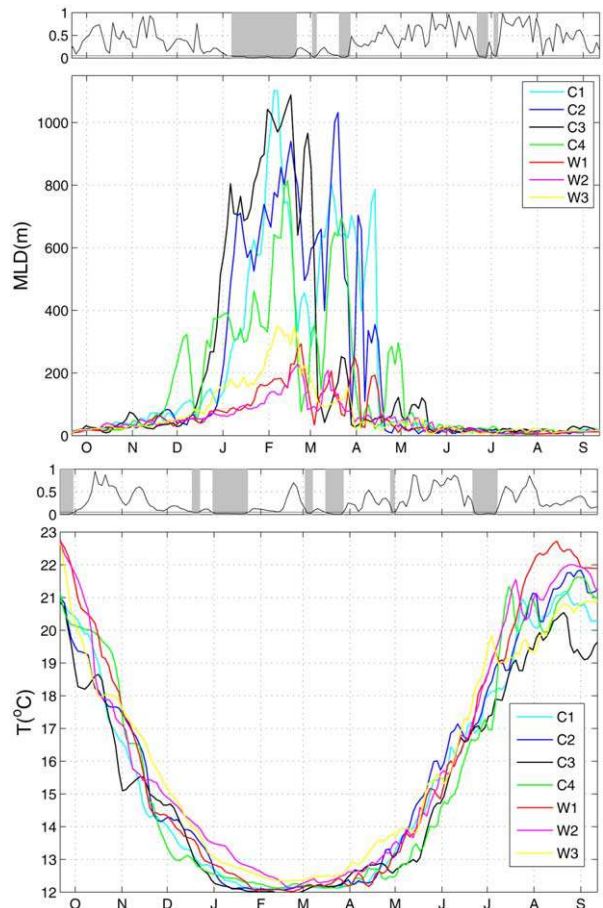 1
0.5
0
1000
800
600
400
200
0
MLD(m)
C1
C2
C3
C4
W1
W2
W3
O N D J F M A M J J A S
1
0.5
0
23
22
21
20
19
18
17
16
15
14
13
12
T(°C)
C1
C2
C3
C4
W1
W2
W3
O N D J F M A M J J A S